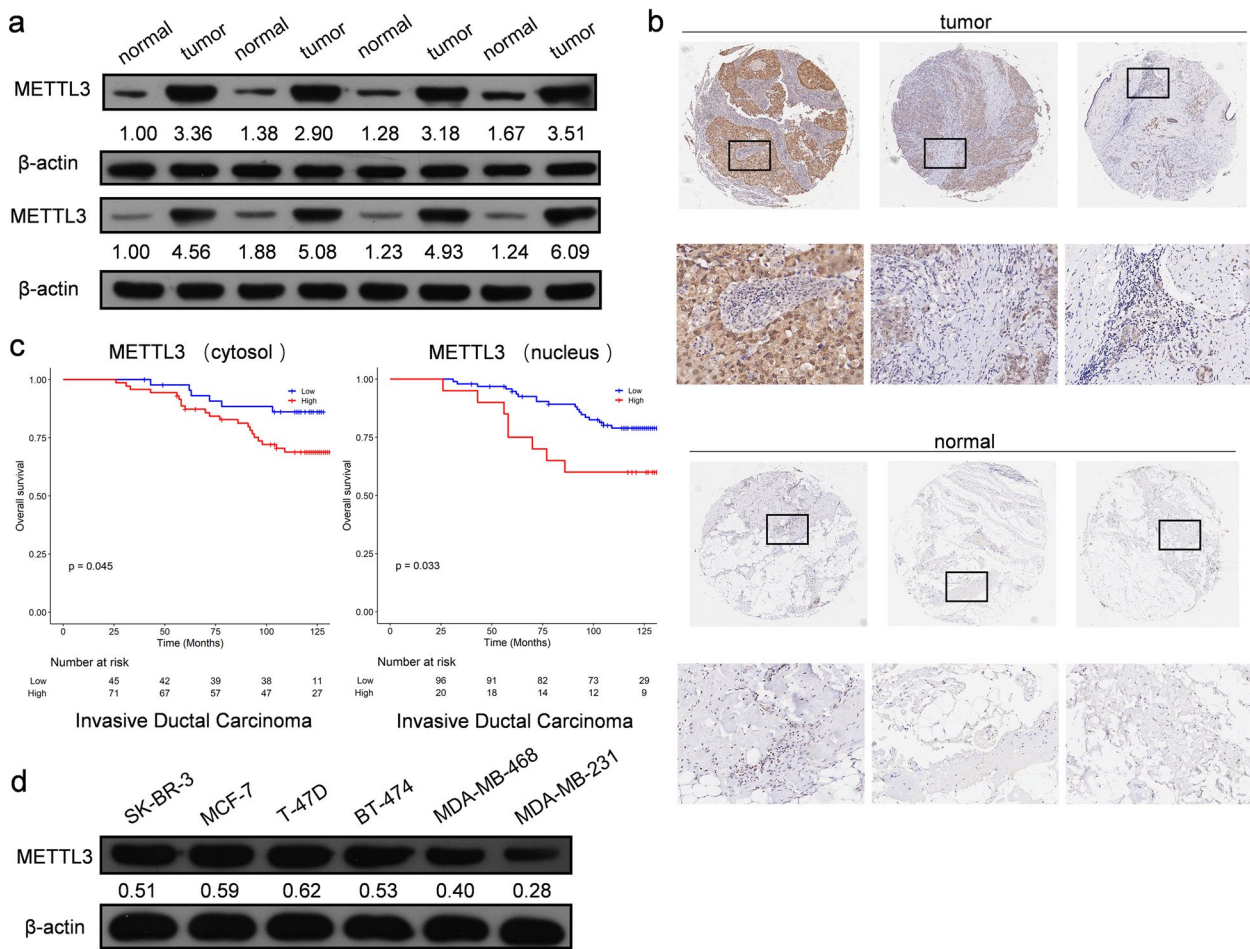 a
normal tumor normal tumor normal tumor normal tumor
METTL3
1.00 3.36 1.38 2.90 1.28 3.18 1.67 3.51
β-actin
METTL3
1.00 4.56 1.88 5.08 1.23 4.93 1.24 6.09
β-actin
b
tumor
normal
c
METTL3 (cytosol)
Low
High
1.00
0.75
0.50
0.25
0.00
Overall survival
p = 0.045
0 25 50 75 100 125
Time (Months)
Number at risk
Low 45 42 39 38 11
High 71 67 57 47 27
Invasive Ductal Carcinoma
METTL3 (nucleus)
Low
High
1.00
0.75
0.50
0.25
0.00
Overall survival
p = 0.033
0 25 50 75 100 125
Time (Months)
Number at risk
Low 96 91 82 73 29
High 20 18 14 12 9
Invasive Ductal Carcinoma
d
SK-BR-3 MCF-7 T-47D BT-474 MDA-MB-468 MDA-MB-231
METTL3
0.51 0.59 0.62 0.53 0.40 0.28
β-actin